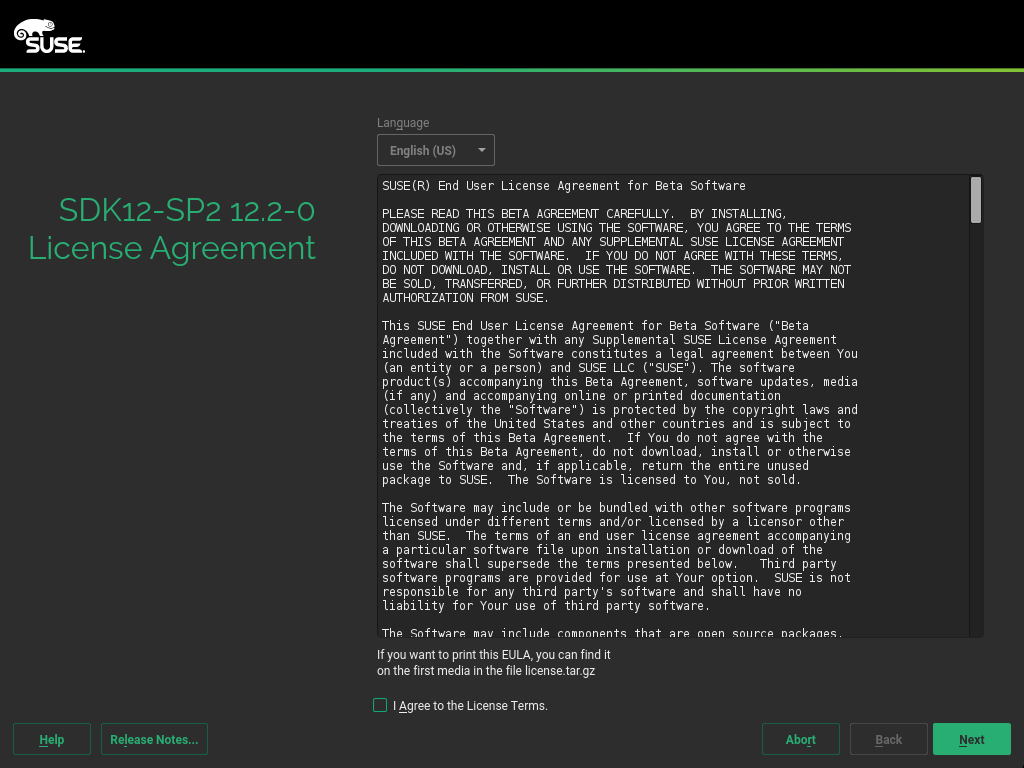 SUSE.
Language
English (US)
SDK12-SP2 12.2-0
License Agreement
SUSE(R) End User License Agreement for Beta Software
PLEASE READ THIS BETA AGREEMENT CAREFULLY.  BY INSTALLING,
DOWNLOADING OR OTHERWISE USING THE SOFTWARE, YOU AGREE TO THE TERMS
OF THIS BETA AGREEMENT AND ANY SUPPLEMENTAL SUSE LICENSE AGREEMENT
INCLUDED WITH THE SOFTWARE.  IF YOU DO NOT AGREE WITH THESE TERMS,
DO NOT DOWNLOAD, INSTALL OR USE THE SOFTWARE.  THE SOFTWARE MAY NOT
BE SOLD, TRANSFERRED, OR FURTHER DISTRIBUTED WITHOUT PRIOR WRITTEN
AUTHORIZATION FROM SUSE.
This SUSE End User License Agreement for Beta Software ("Beta
Agreement") together with any Supplemental SUSE License Agreement
included with the Software constitutes a legal agreement between You
(an entity or a person) and SUSE LLC ("SUSE"). The software
product(s) accompanying this Beta Agreement, software updates, media
(if any) and accompanying online or printed documentation
(collectively the "Software") is protected by the copyright laws and
treaties of the United States and other countries and is subject to
the terms of this Beta Agreement.  If You do not agree with the
terms of this Beta Agreement, do not download, install or otherwise
use the Software and, if applicable, return the entire unused
package to SUSE.  The Software is licensed to You, not sold.
The Software may include or be bundled with other software programs
licensed under different terms and/or licensed by a licensor other
than SUSE.  The terms of an end user license agreement accompanying
a particular software file upon installation or download of the
software shall supersede the terms presented below.   Third party
software programs are provided for use at Your option.  SUSE is not
responsible for any third party's software and shall have no
liability for Your use of third party software.
The Software may include components that are open source packages,
If you want to print this EULA, you can find it
on the first media in the file license.tar.gz
I Agree to the License Terms.
Help
Release Notes...
Abort
Back
Next